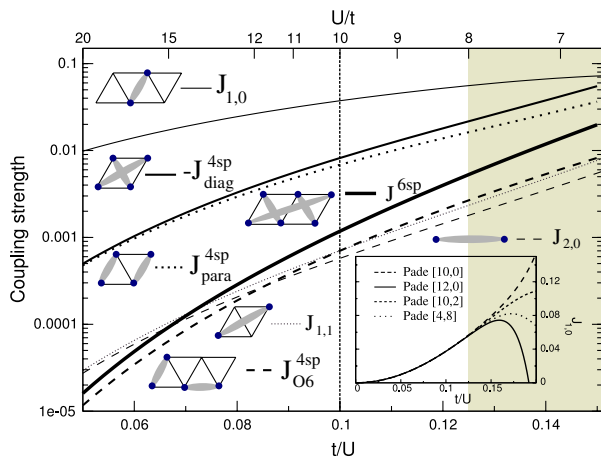 U/t
20 15 12 11 10 9 8 7
Coupling strength
0.1
0.01
0.001
0.0001
1e-05
J1,0
-J4sp diag
J6sp
J4sp para
J2,0
J1,1
J4sp O6
Pade [10,0]
Pade [12,0]
Pade [10,2]
Pade [4,8]
J1,0
0,12
0,08
0,04
0
0 0.05 0.1 0.15
t/U
0.06 0.08 0.1 0.12 0.14
t/U